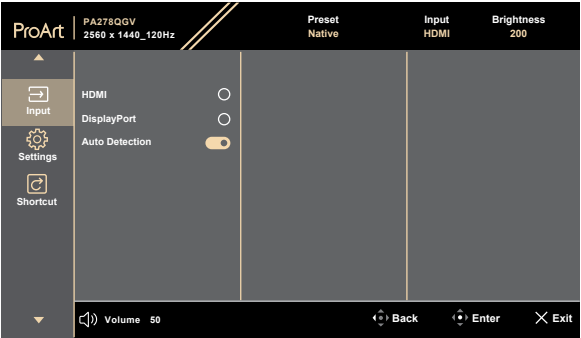 ProArt
PA278QGV
2560 x 1440_120Hz
Preset
Native
Input
HDMI
Brightness
200
Input
Settings
Shortcut
HDMI
DisplayPort
Auto Detection
Volume 50
Back
Enter
Exit